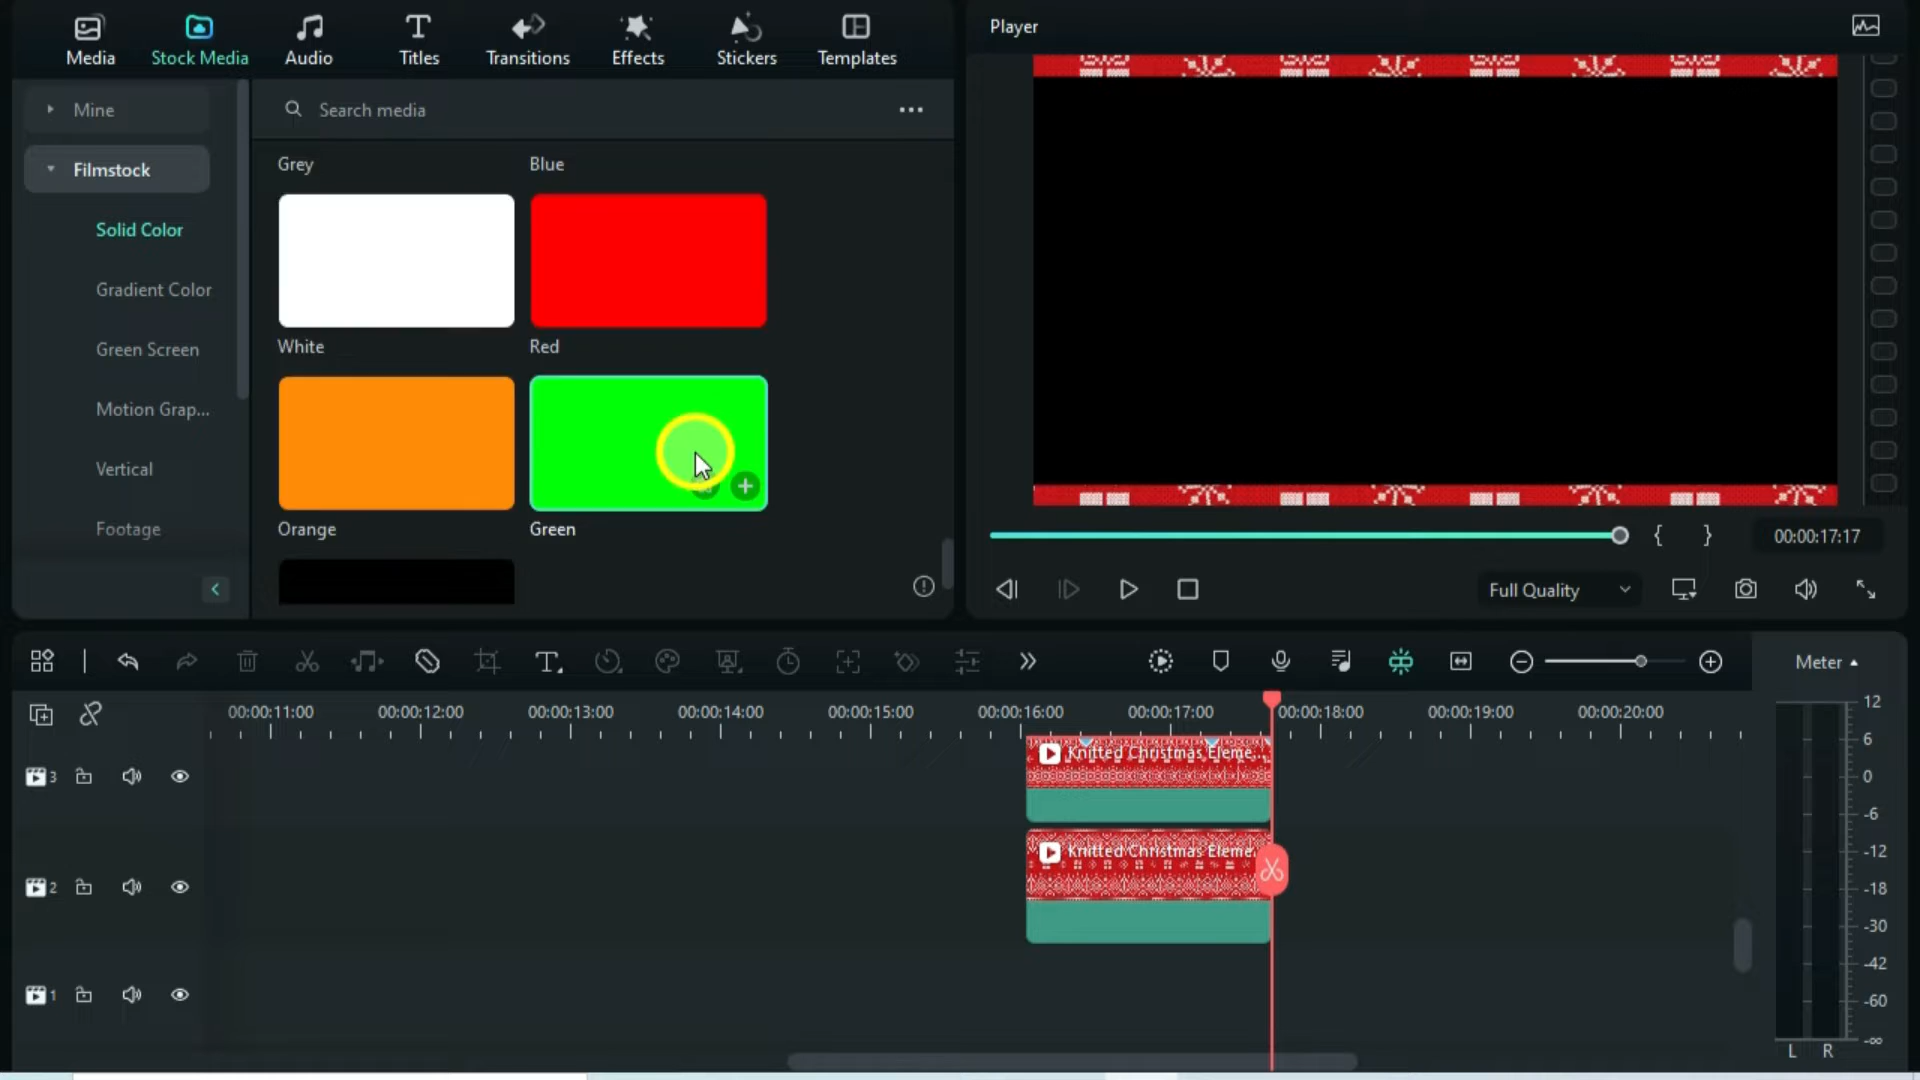 Media
Stock Media
Audio
Titles
Transitions
Effects
Stickers
Templates
Player
Mine
Search media
Filmstock
Grey
Blue
Solid Color
White
Red
Gradient Color
Green Screen
Motion Grap...
Vertical
Footage
Orange
Green
00:00:17:17
Full Quality
Meter
00:00:11:00
00:00:12:00
00:00:13:00
00:00:14:00
00:00:15:00
00:00:16:00
00:00:17:00
00:00:18:00
00:00:19:00
00:00:20:00
3
Knitted Christmas Eleme...
2
Knitted Christmas Eleme...
1
12
6
0
-6
-12
-18
-30
-42
-60
-∞
L R